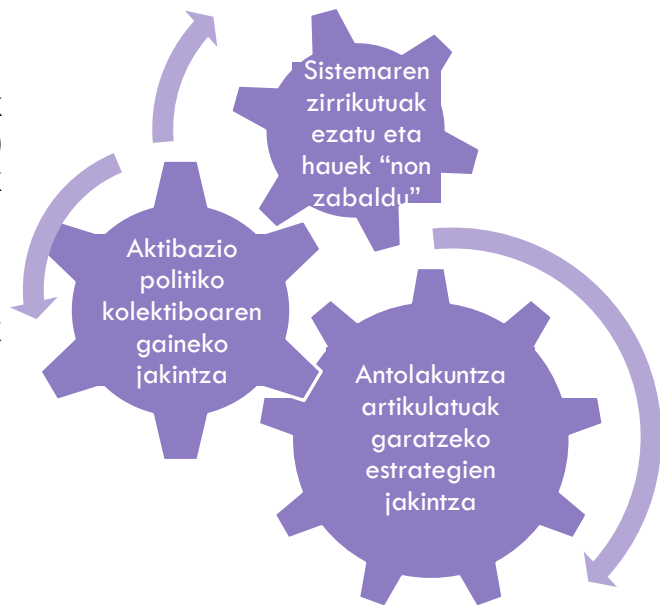 Sistemaren
zirrikutuak
ezatu eta
hauek “non
zabaldu”
Aktibazio
politiko
kolektiboaren
gaineko
jakintza
Antolakuntza
artikulatuak
garatzeko
estrategien
jakintza